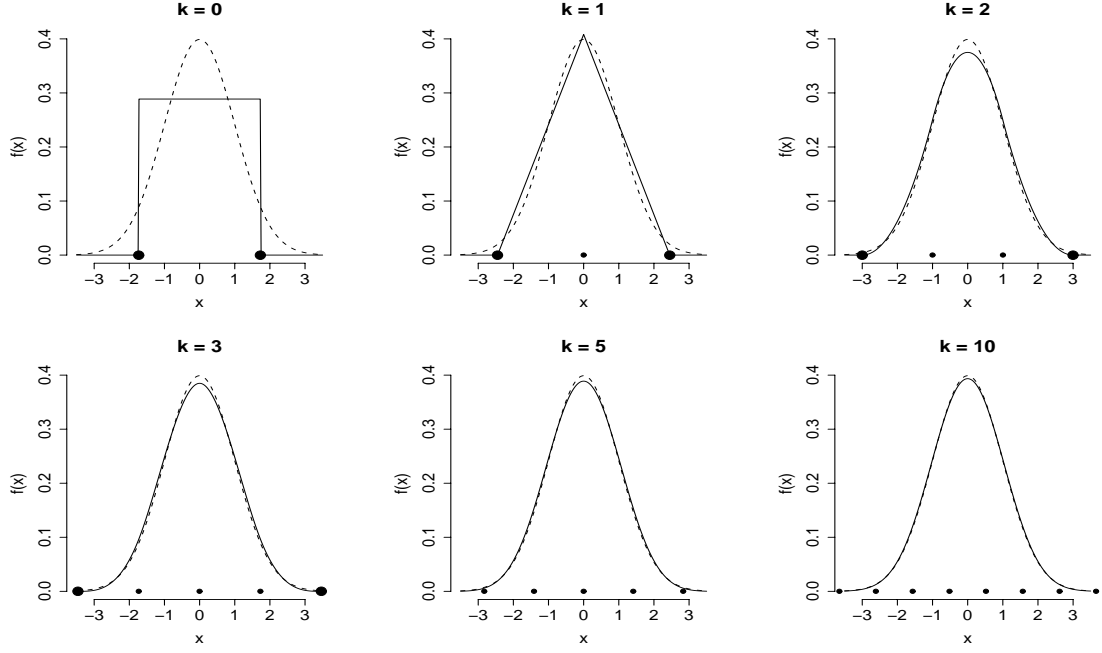 k = 0
f(x)
0.0 0.1 0.2 0.3 0.4
−3 −2 −1 0 1 2 3
x
k = 1
f(x)
0.0 0.1 0.2 0.3 0.4
−3 −2 −1 0 1 2 3
x
k = 2
f(x)
0.0 0.1 0.2 0.3 0.4
−3 −2 −1 0 1 2 3
x
k = 3
f(x)
0.0 0.1 0.2 0.3 0.4
−3 −2 −1 0 1 2 3
x
k = 5
f(x)
0.0 0.1 0.2 0.3 0.4
−3 −2 −1 0 1 2 3
x
k = 10
f(x)
0.0 0.1 0.2 0.3 0.4
−3 −2 −1 0 1 2 3
x